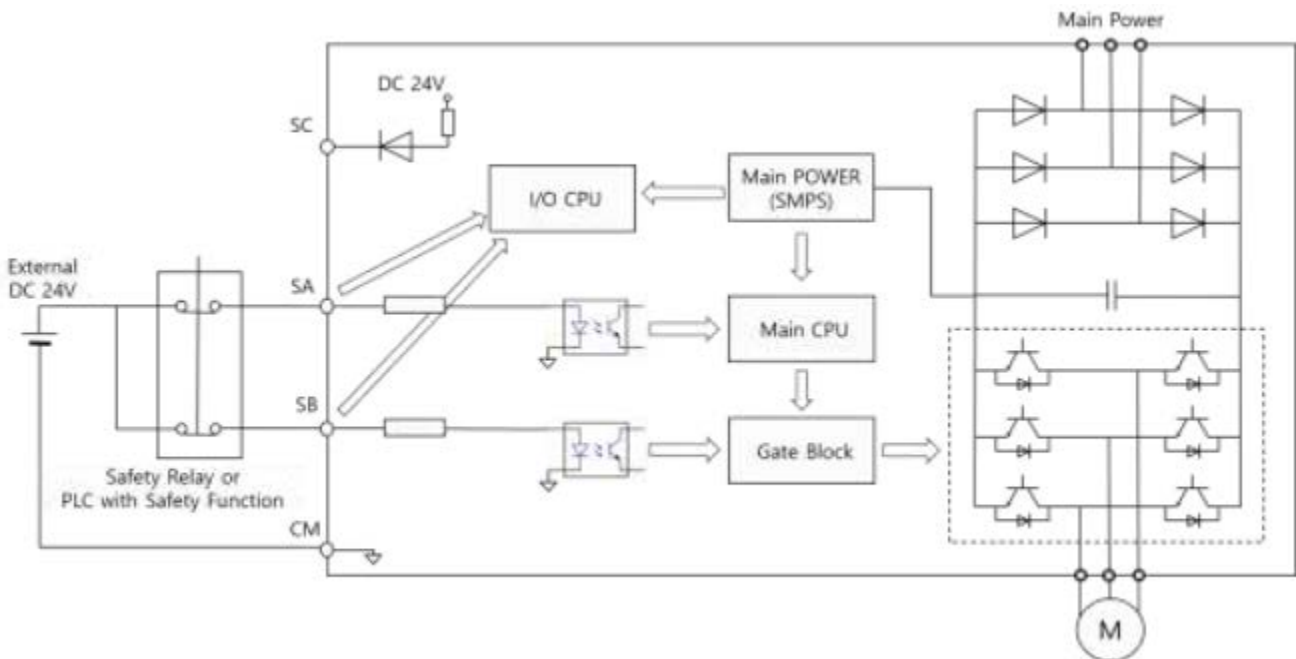 Main Power
DC 24V
SC
I/O CPU
Main POWER
(SMPS)
External
DC 24V
SA
Main CPU
SB
Gate Block
Safety Relay or
PLC with Safety Function
CM
M